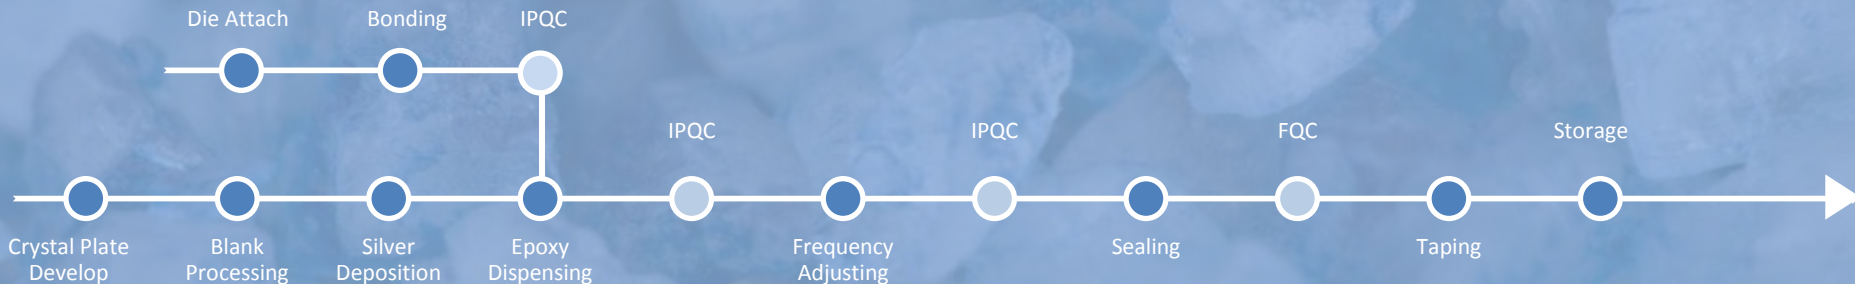 Die Attach
Bonding
IPQC
IPQC
IPQC
FQC
Storage
Crystal Plate
Develop
Blank
Processing
Silver
Deposition
Epoxy
Dispensing
Frequency
Adjusting
Sealing
Taping